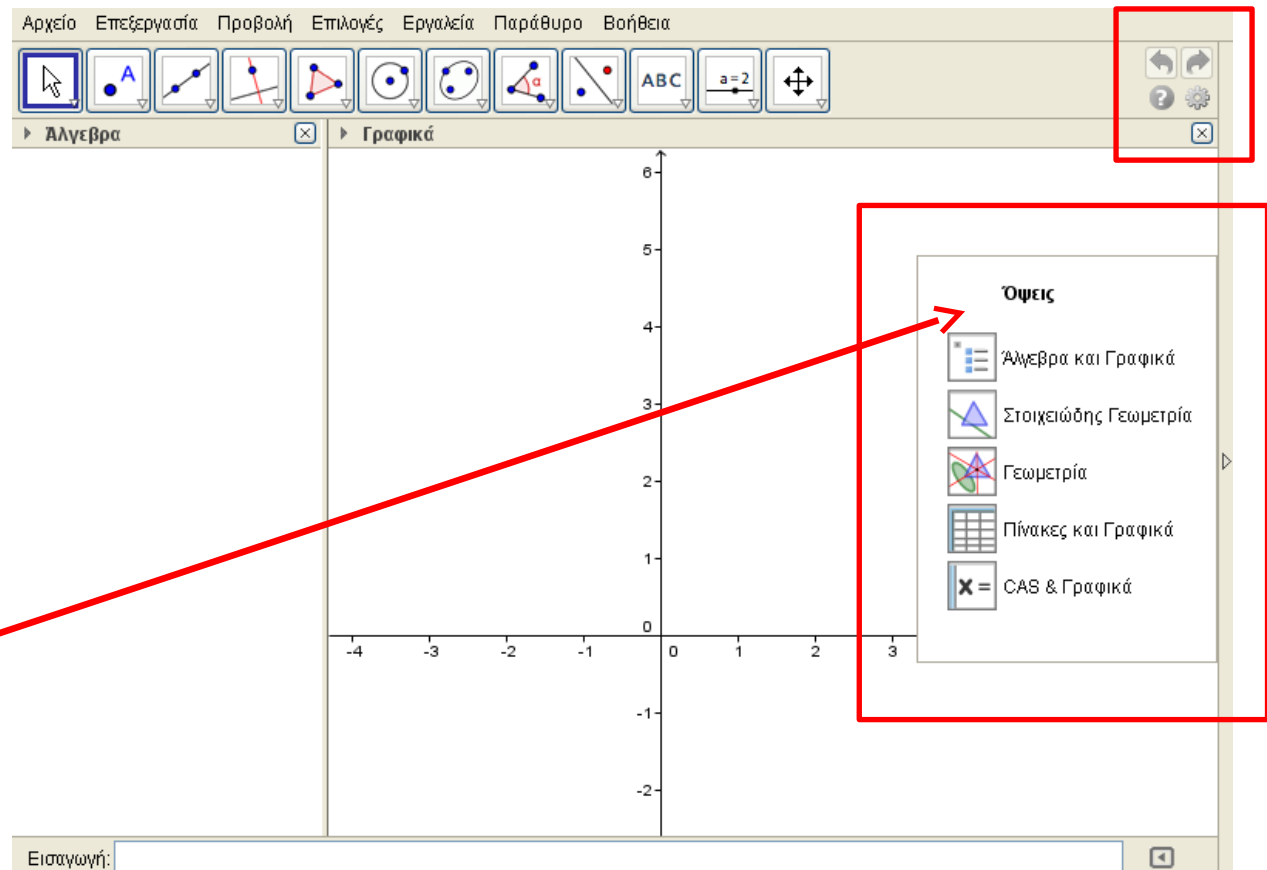 Αρχείο Επεξεργασία Προβολή Επιλογές Εργαλεία Παράθυρο Βοήθεια
A α ABC a=2
Άλγεβρα
Γραφικά
6
5
4
3
2
1
0
-4 -3 -2 -1 0 1 2 3
-1
-2
Όψεις
Άλγεβρα και Γραφικά
Στοιχειώδης Γεωμετρία
Γεωμετρία
Πίνακες και Γραφικά
X = CAS & Γραφικά
Εισαγωγή: